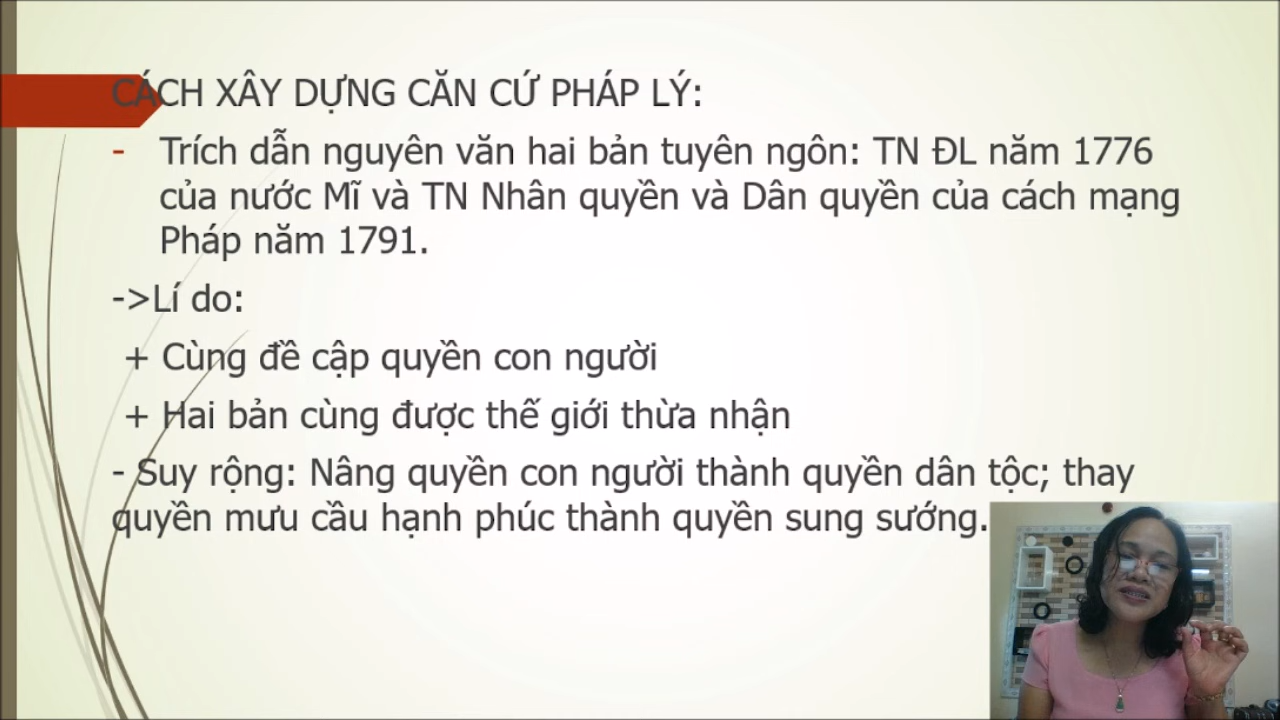 CÁCH XÂY DỰNG CĂN CỨ PHÁP LÝ:
- Trích dẫn nguyên văn hai bản tuyên ngôn: TN ĐL năm 1776
của nước Mĩ và TN Nhân quyền và Dân quyền của cách mạng
Pháp năm 1791.
->Lí do:
+ Cùng đề cập quyền con người
+ Hai bản cùng được thế giới thừa nhận
- Suy rộng: Nâng quyền con người thành quyền dân tộc; thay
quyền mưu cầu hạnh phúc thành quyền sung sướng.